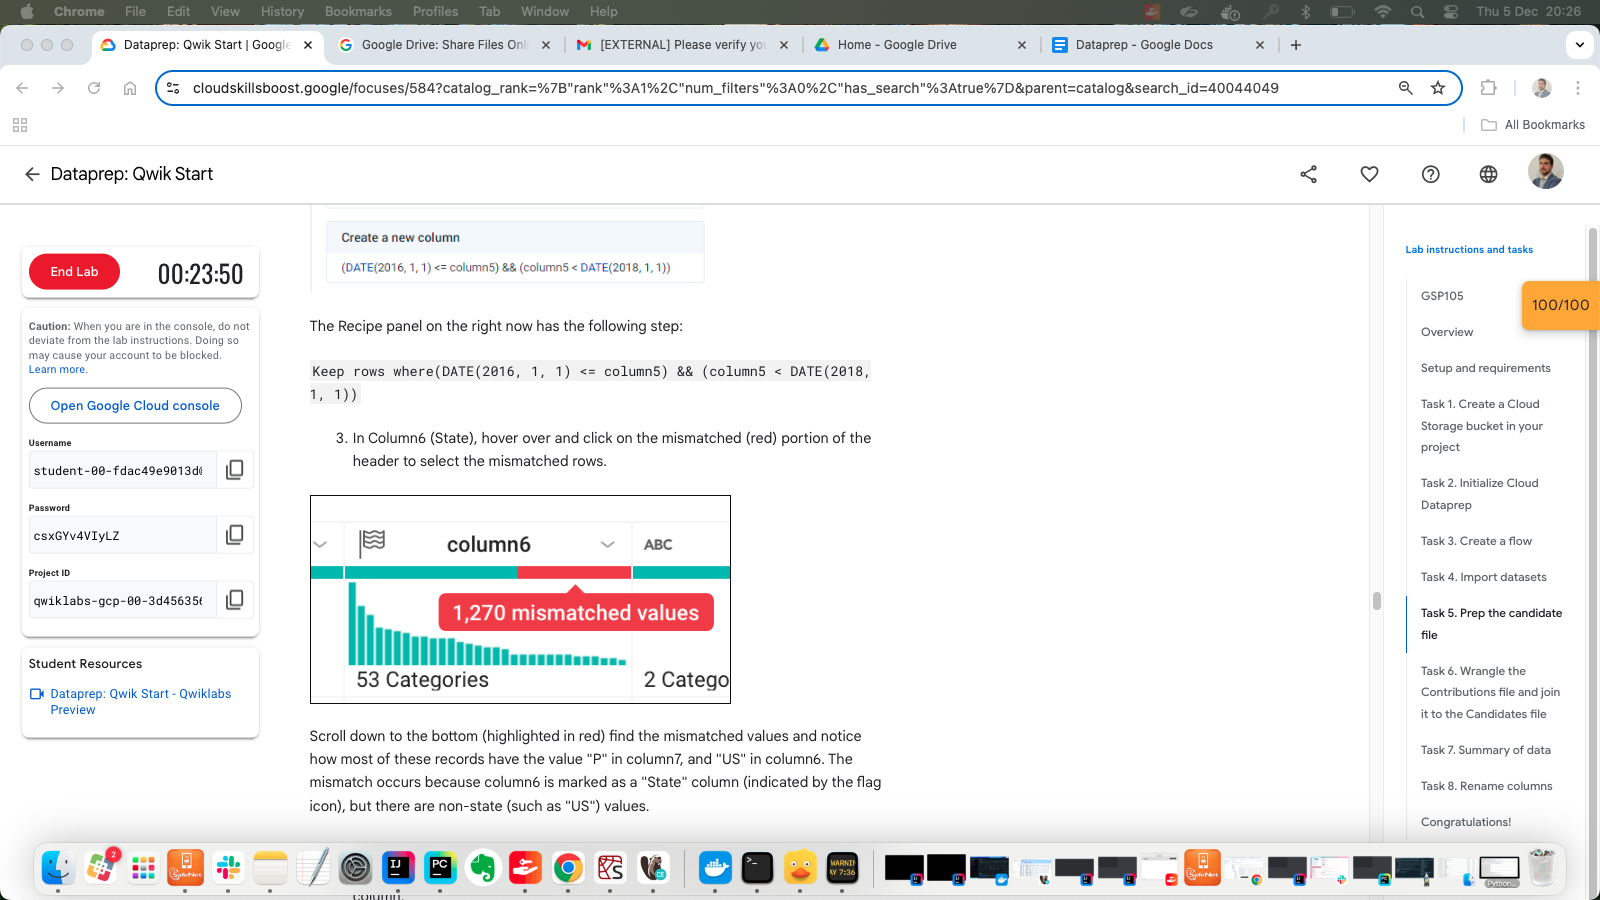 Chrome File Edit View History Bookmarks Profiles Tab Window Help Thu 5 Dec 20:26
Dataprep: Qwik Start | Google
Google Drive: Share Files Onli
[EXTERNAL] Please verify you
Home - Google Drive
Dataprep - Google Docs
cloudskillsboost.google/focuses/584?catalog_rank=%7B"rank"%3A1%2C"num_filters"%3A0%2C"has_search"%3Atrue%7D&parent=catalog&search_id=40044049
All Bookmarks
Dataprep: Qwik Start
End Lab
00:23:50
Caution: When you are in the console, do not
deviate from the lab instructions. Doing so
may cause your account to be blocked.
Learn more.
Open Google Cloud console
Username
student-00-fdac49e9013d
Password
csxGYv4VIyLZ
Project ID
qwiklabs-gcp-00-3d45635
Student Resources
Dataprep: Qwik Start - Qwiklabs
Preview
Create a new column
(DATE(2016, 1, 1) <= column5) && (column5 < DATE(2018, 1, 1))
The Recipe panel on the right now has the following step:
Keep rows where(DATE(2016, 1, 1) <= column5) && (column5 < DATE(2018,
1, 1))
3. In Column6 (State), hover over and click on the mismatched (red) portion of the
header to select the mismatched rows.
column6
ABC
1,270 mismatched values
53 Categories
2 Catego
Scroll down to the bottom (highlighted in red) find the mismatched values and notice
how most of these records have the value "P" in column7, and "US" in column6. The
mismatch occurs because column6 is marked as a "State" column (indicated by the flag
icon), but there are non-state (such as "US") values.
column.
Lab instructions and tasks
GSP105
100/100
Overview
Setup and requirements
Task 1. Create a Cloud
Storage bucket in your
project
Task 2. Initialize Cloud
Dataprep
Task 3. Create a flow
Task 4. Import datasets
Task 5. Prep the candidate
file
Task 6. Wrangle the
Contributions file and join
it to the Candidates file
Task 7. Summary of data
Task 8. Rename columns
Congratulations!
2
SafeNet
IJ
PC
CE
WARNIN
AY 7:36
SafeNet
Python...